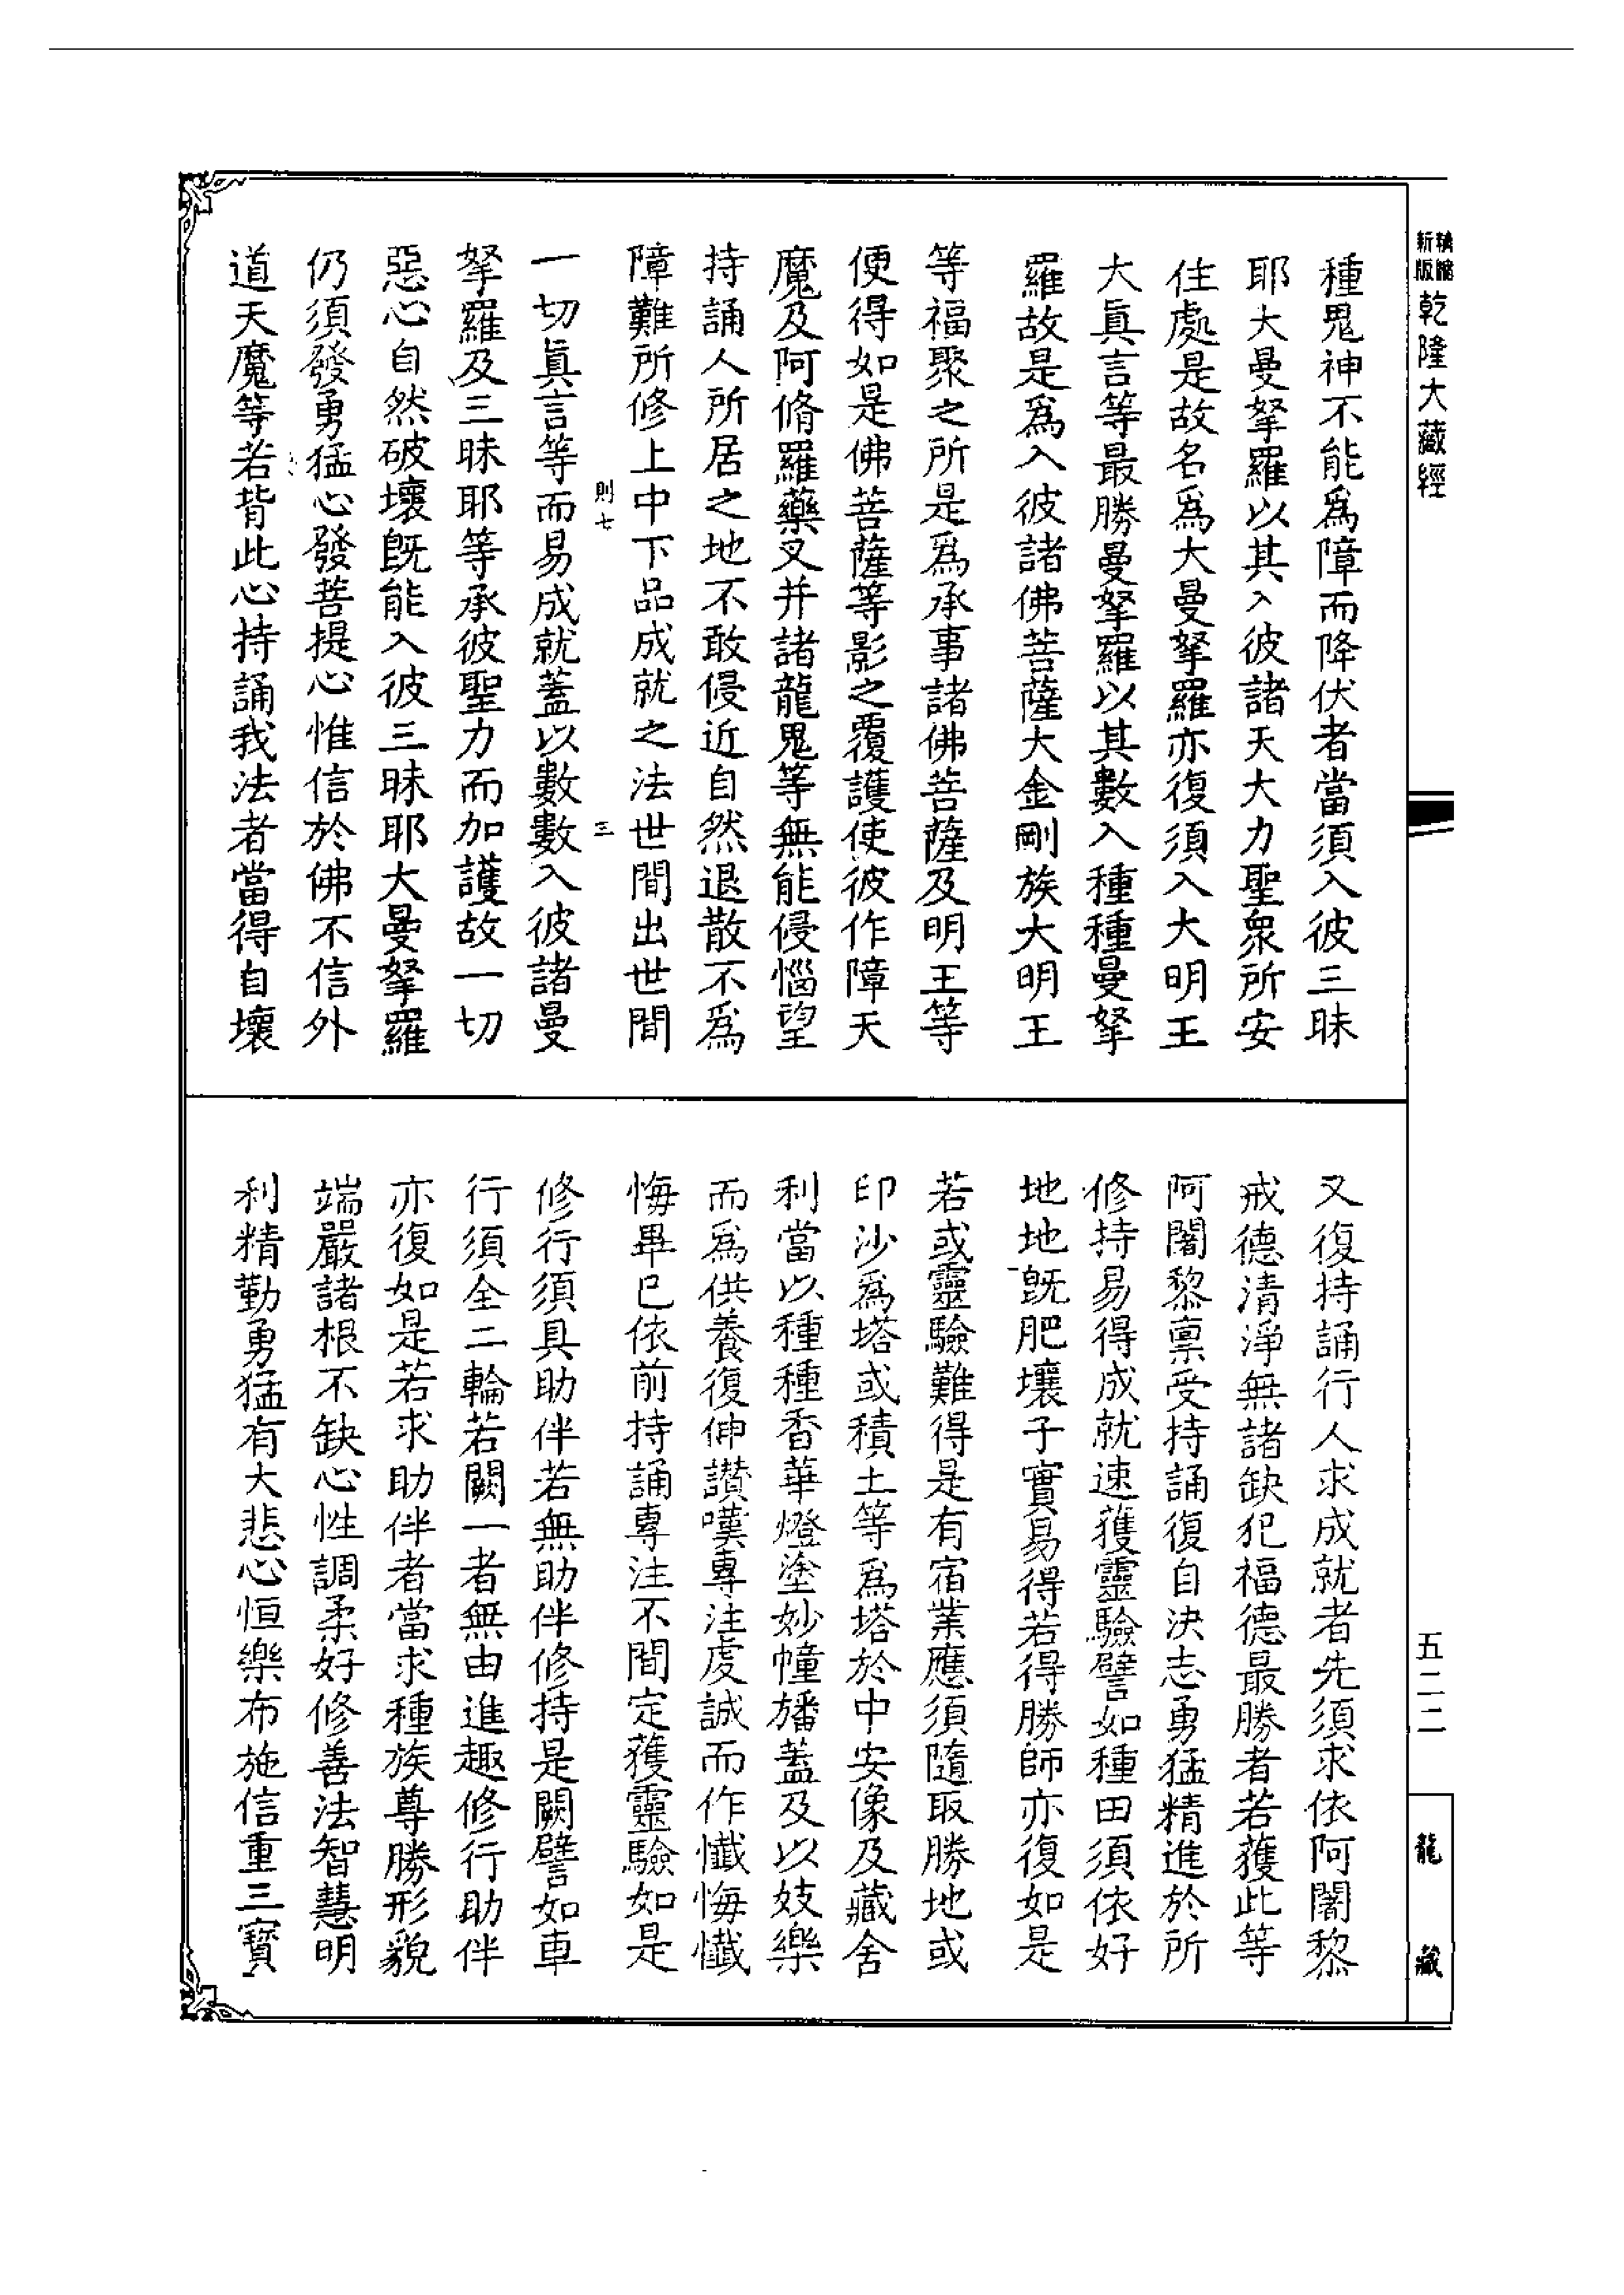 新版
乾隆大藏經
種鬼神不能爲障而降伏者當須入彼三昧
耶大曼拏羅以其入彼諸天大力聖衆所安
住處是故名爲大曼拏羅亦復須入大明王
大眞言等最勝曼拏羅以其數入種種曼拏
羅故是爲入彼諸佛菩薩大金剛族大明王
等福聚之所是爲承事諸佛菩薩及明王等
便得如是佛菩薩等影之覆護使彼作障天
魔及阿脩羅藥叉并諸龍鬼等無能侵惱望
持誦人所居之地不敢侵近自然退散不爲
障難所修上中下品成就之法世間出世間
則七
三
一切眞言等而易成就蓋以數數入彼諸曼
拏羅及三昧耶等承彼聖力而加護故一切
惡心自然破壞旣能入彼三昧耶大曼拏羅
仍須發勇猛心發菩提心惟信於佛不信外
道天魔等若背此心持誦我法者當得自壞
又復持誦行人求成就者先須求依阿闍黎
戒德清淨無諸缺犯福德最勝者若獲此等
阿闍黎禀受持誦復自決志勇猛精進於所
修持易得成就速獲靈驗譬如種田須依好
地地旣肥壤子實易得若得勝師亦復如是
若或靈驗難得是有宿業應須隨取勝地或
印沙爲塔或積土等爲塔於中安像及藏舍
利當以種種香華燈塗妙幢旛蓋及以妓樂
而爲供養復伸讃嘆專注虔誠而作懺悔懺
悔畢已依前持誦專注不間定獲靈驗如是
修行須具助伴若無助伴修持是闕譬如車
行須全二輪若闕一者無由進趣修行助伴
亦復如是若求助伴者當求種族尊勝形貌
端嚴諸根不缺心性調柔好修善法智慧明
利精勤勇猛有大悲心恒樂布施信重三寳
五二二
龍藏